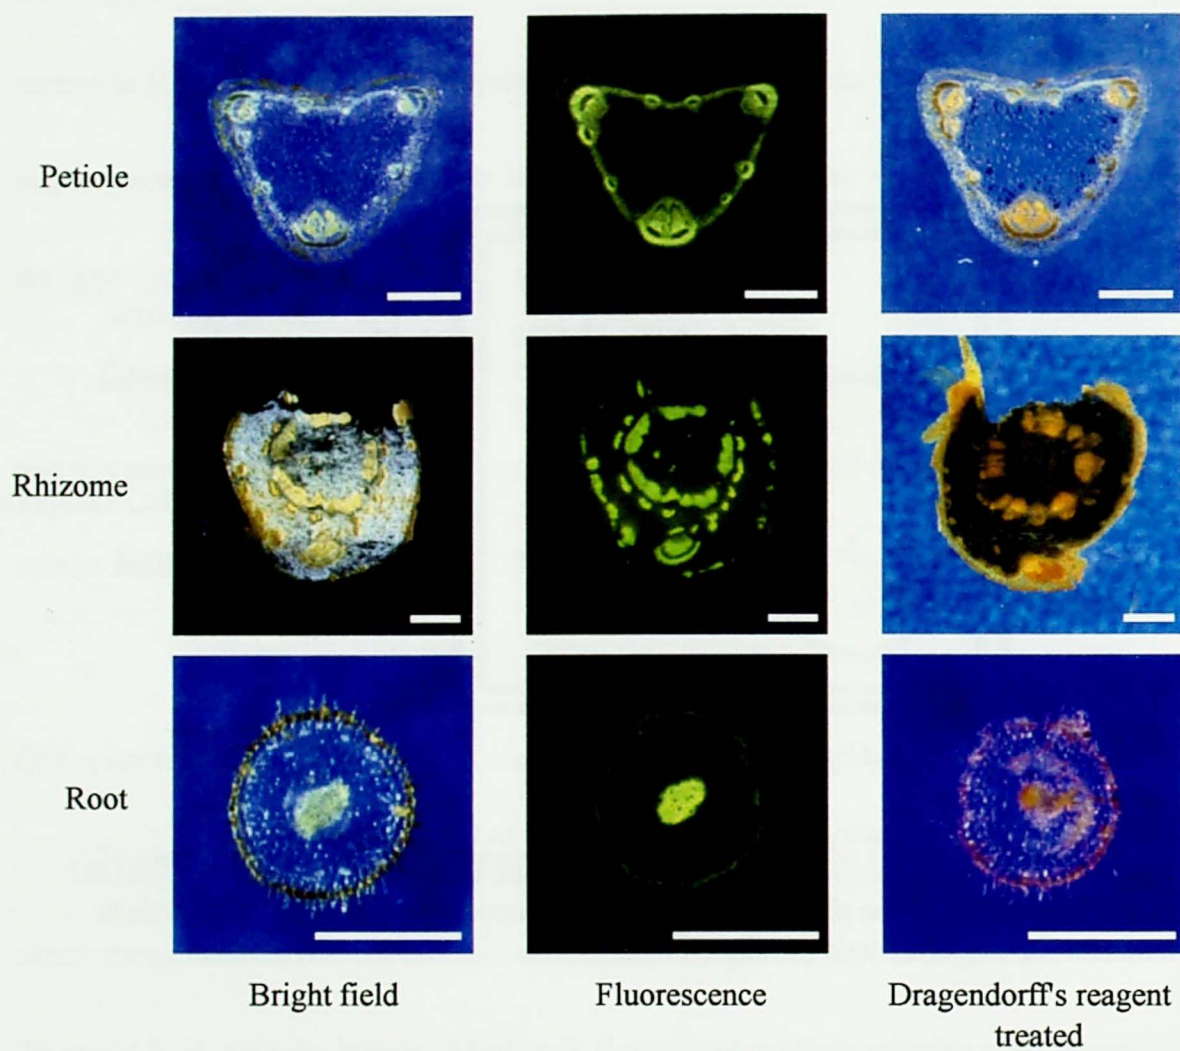 Petiole
Rhizome
Root
Bright field
Fluorescence
Dragendorff's reagent
treated